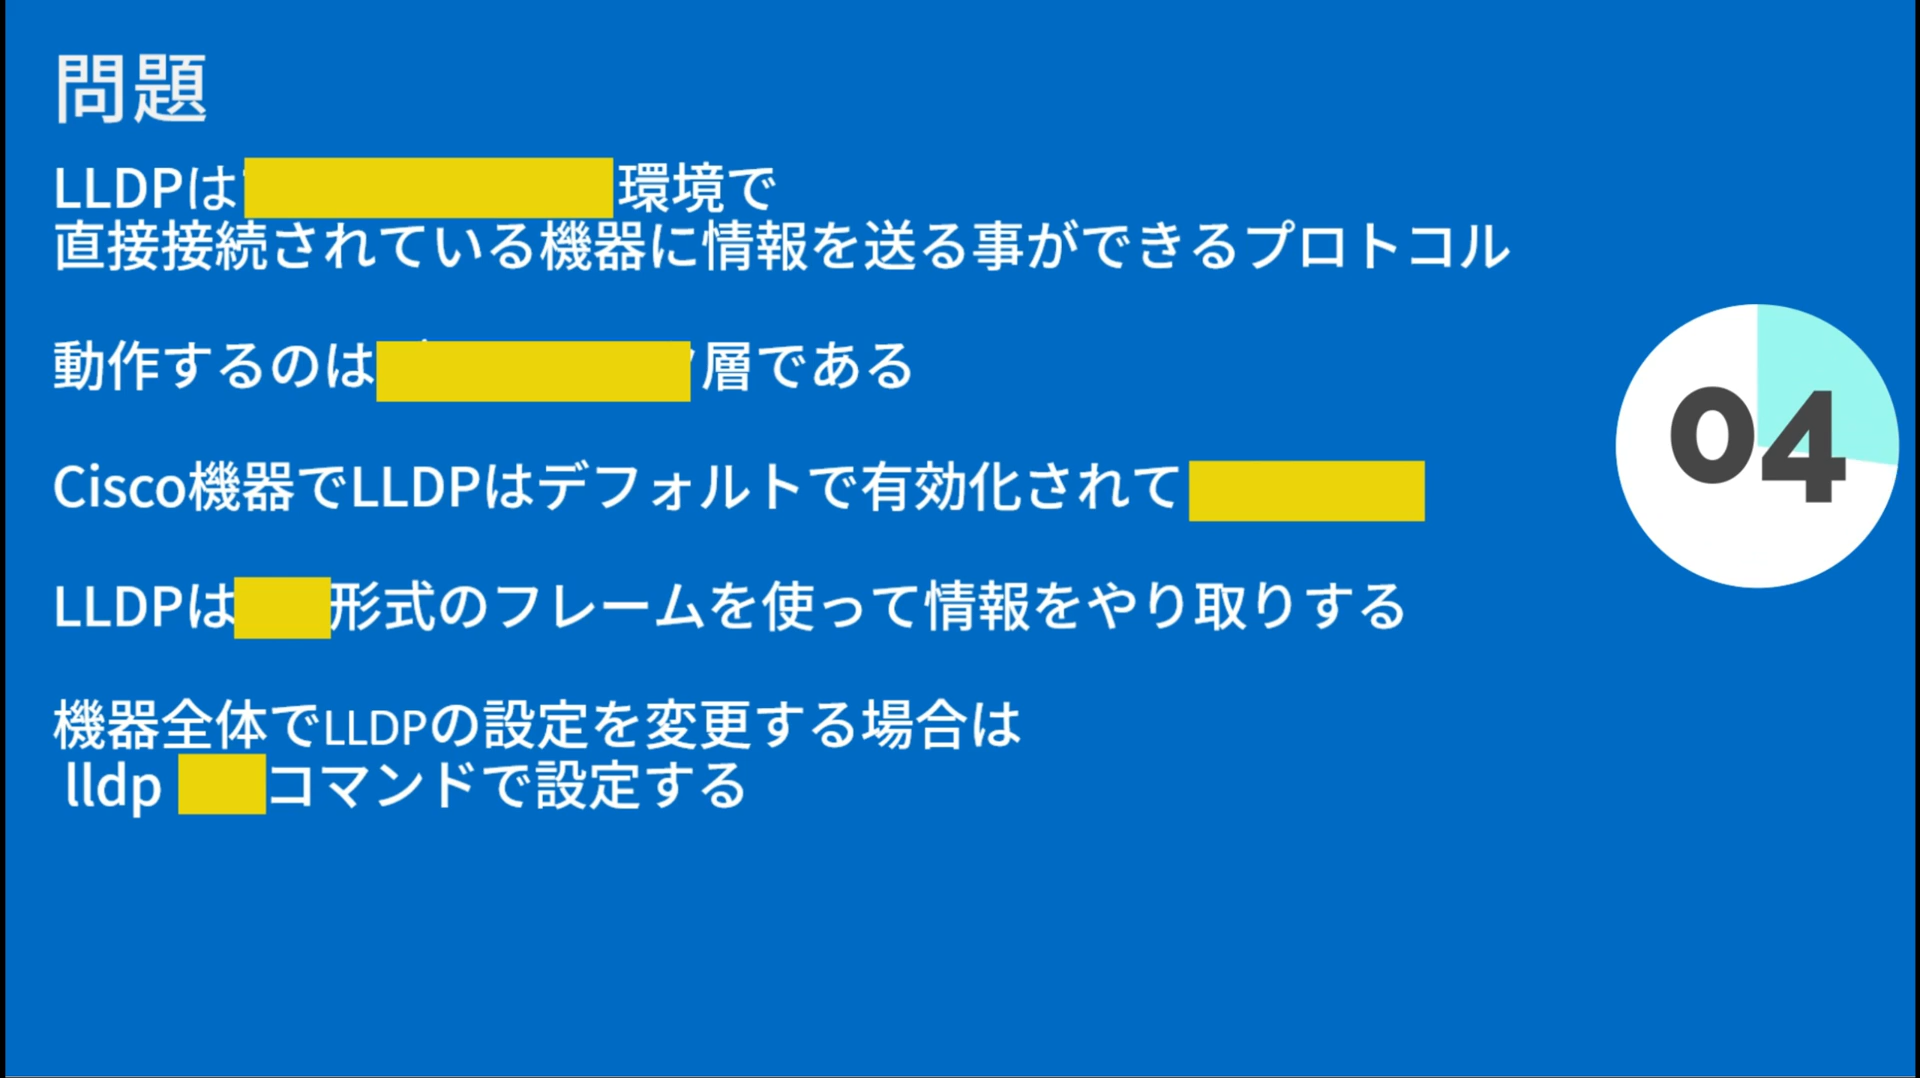 問題
LLDPは 環境で
直接接続されている機器に情報を送る事ができるプロトコル
動作するのは 層である
Cisco機器でLLDPはデフォルトで有効化されて
LLDPは 形式のフレームを使って情報をやり取りする
機器全体でLLDPの設定を変更する場合は
lldp コマンドで設定する
04